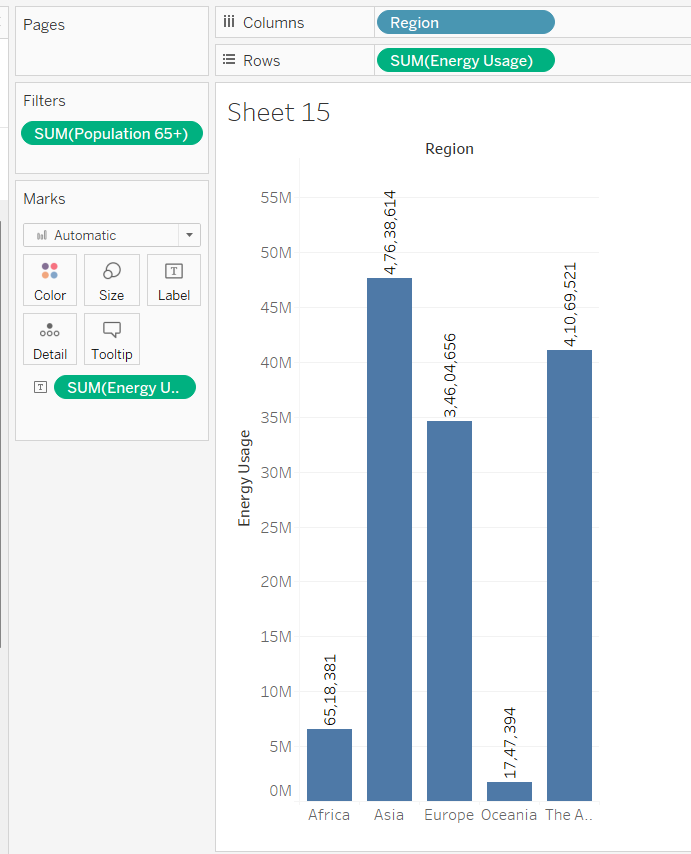 Pages
Columns
Region
Rows
SUM(Energy Usage)
Filters
SUM(Population 65+)
Marks
Automatic
Color
Size
Label
Detail
Tooltip
SUM(Energy U..
Sheet 15
Region
Energy Usage
55M
50M
45M
40M
35M
30M
25M
20M
15M
10M
5M
0M
65,18,381
4,76,38,614
3,46,04,656
17,47,394
4,10,69,521
Africa
Asia
Europe
Oceania
The A..